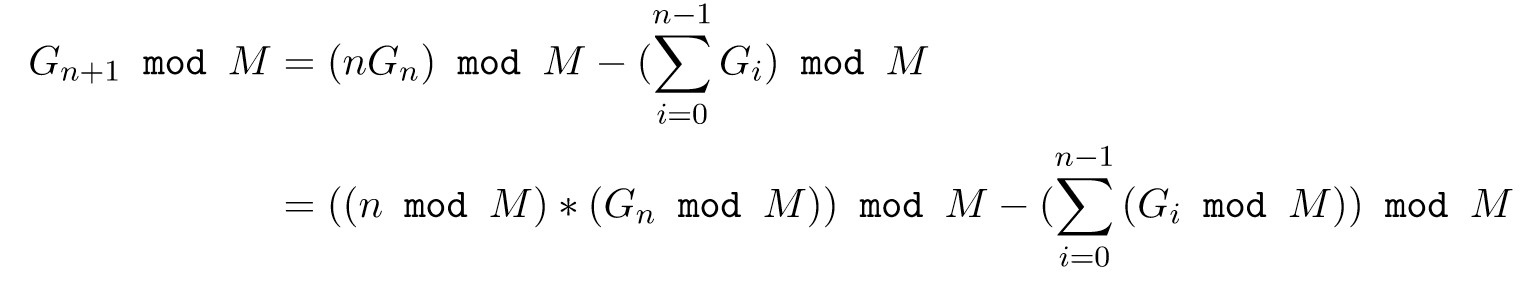 G_{n+1} mod M = (nG_n) mod M − (∑_{i=0}^{n−1} G_i) mod M
= ((n mod M) ∗ (G_n mod M)) mod M − (∑_{i=0}^{n−1} (G_i mod M)) mod M